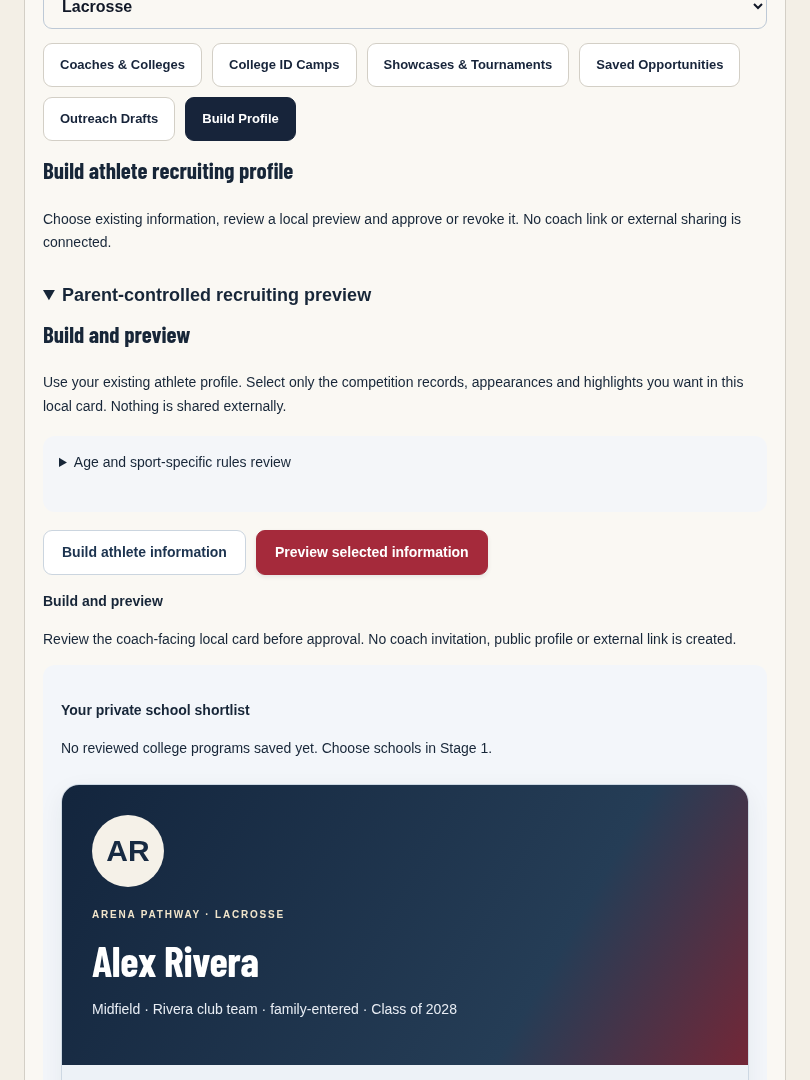 Lacrosse
Coaches & Colleges
College ID Camps
Showcases & Tournaments
Saved Opportunities
Outreach Drafts
Build Profile
Build athlete recruiting profile
Choose existing information, review a local preview and approve or revoke it. No coach link or external sharing is
connected.
Parent-controlled recruiting preview
Build and preview
Use your existing athlete profile. Select only the competition records, appearances and highlights you want in this
local card. Nothing is shared externally.
Age and sport-specific rules review
Build athlete information
Preview selected information
Build and preview
Review the coach-facing local card before approval. No coach invitation, public profile or external link is created.
Your private school shortlist
No reviewed college programs saved yet. Choose schools in Stage 1.
AR
ARENA PATHWAY · LACROSSE
Alex Rivera
Midfield · Rivera club team · family-entered · Class of 2028